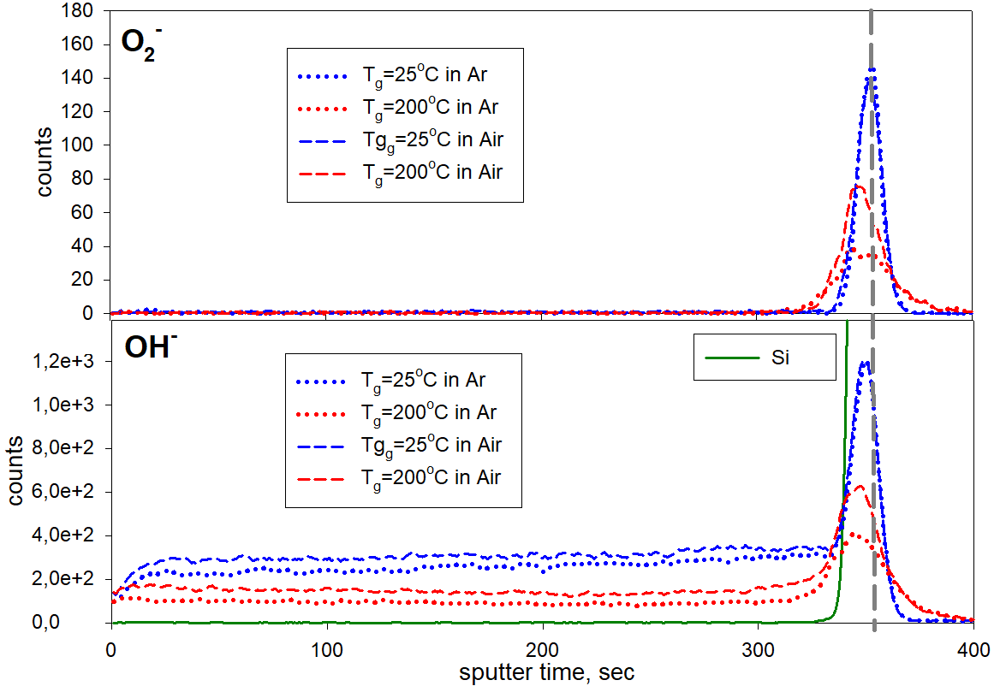 180
160
140
120
100
80
60
40
20
0
counts
O2-
Tg=25oC in Ar
Tg=200oC in Ar
Tgg=25oC in Air
Tg=200oC in Air
OH-
Si
1,2e+3
1,0e+3
8,0e+2
6,0e+2
4,0e+2
2,0e+2
0,0
counts
Tg=25oC in Ar
Tg=200oC in Ar
Tgg=25oC in Air
Tg=200oC in Air
0 100 200 300 400
sputter time, sec